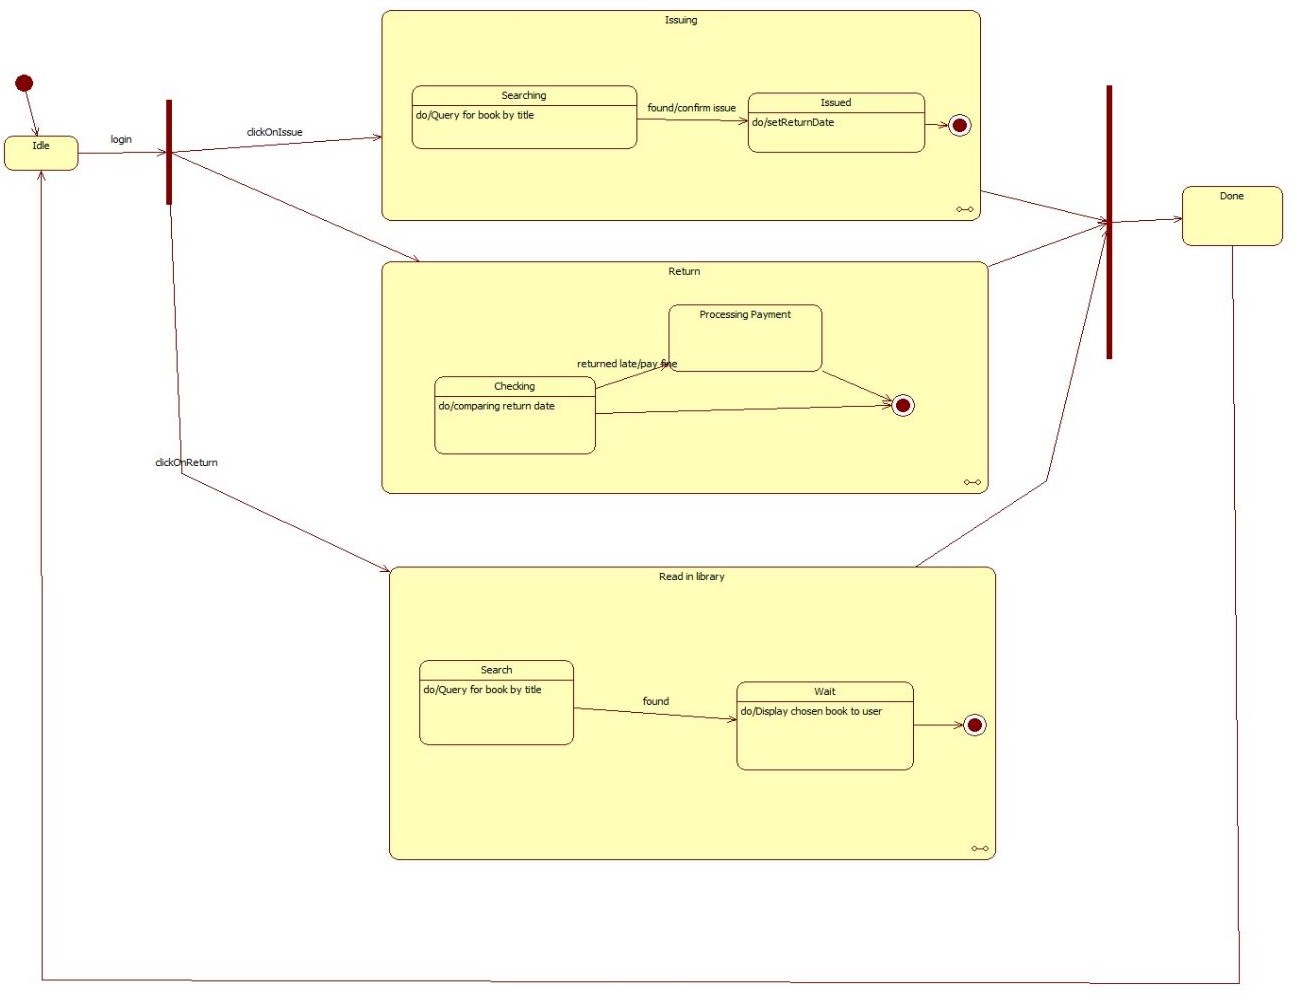 Issuing
Searching
do/Query for book by title
found/confirm issue
Issued
do/setReturnDate
Idle
login
clickOnIssue
Done
Return
Processing Payment
returned late/pay fine
Checking
do/comparing return date
clickOnReturn
Read in library
Search
do/Query for book by title
found
Wait
do/Display chosen book to user